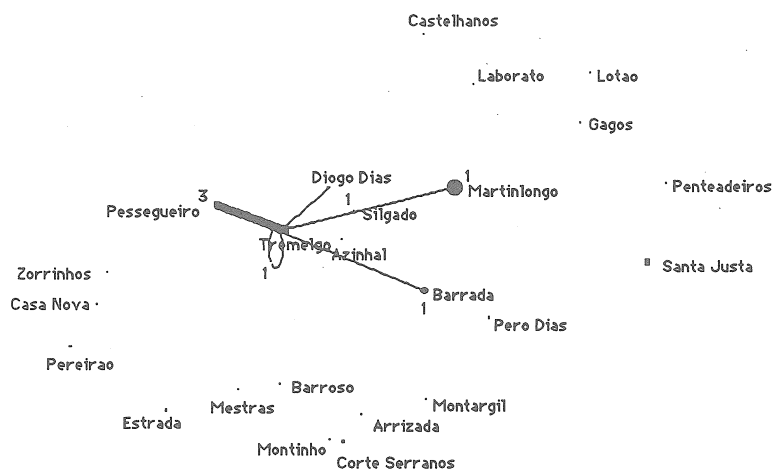 Castelhanos
Laborato
Lotao
Gagos
Diogo Dias
1
Martinlongo
Penteadeiros
3
1
Silgado
Pessegueiro
Tromelgo
Azinhal
Santa Justa
Zorrinhos
1
Casa Nova
Barrada
1
Pero Dias
Pereirao
Barroso
Mestras
Montargil
Estrada
Arrizada
Montinho
Corte Serranos